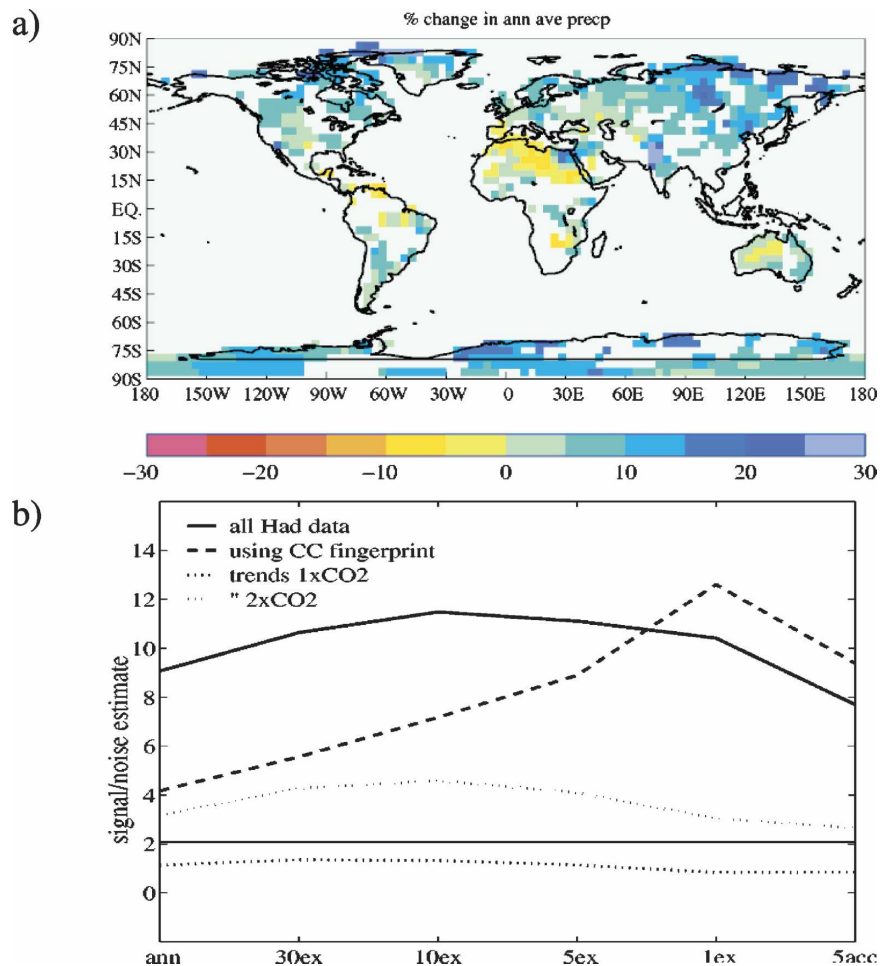 a)
% change in ann ave precp
90N
75N
60N
45N
30N
15N
EQ.
15S
30S
45S
60S
75S
90S
180 150W 120W 90W 60W 30W 0 30E 60E 90E 120E 150E 180
−30 −20 −10 0 10 20 30
b)
all Had data
using CC fingerprint
trends 1xCO2
" 2xCO2
signal/noise estimate
14
12
10
8
6
4
2
0
ann 30ex 10ex 5ex 1ex 5acc